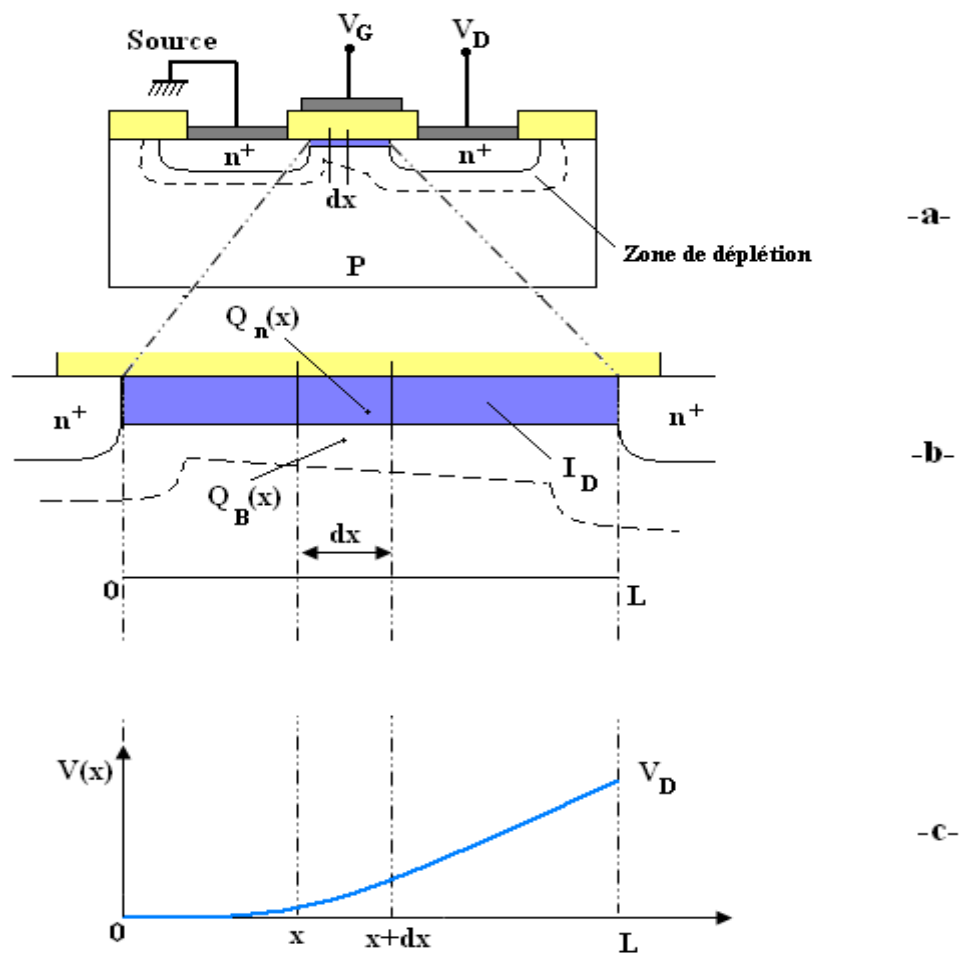 Source
V_G
V_D
n⁺
n⁺
dx
-a-
P
Zone de déplétion
Q_n(x)
n⁺
n⁺
-b-
I_D
Q_B(x)
dx
0
L
V(x)
V_D
-c-
0
x
x+dx
L